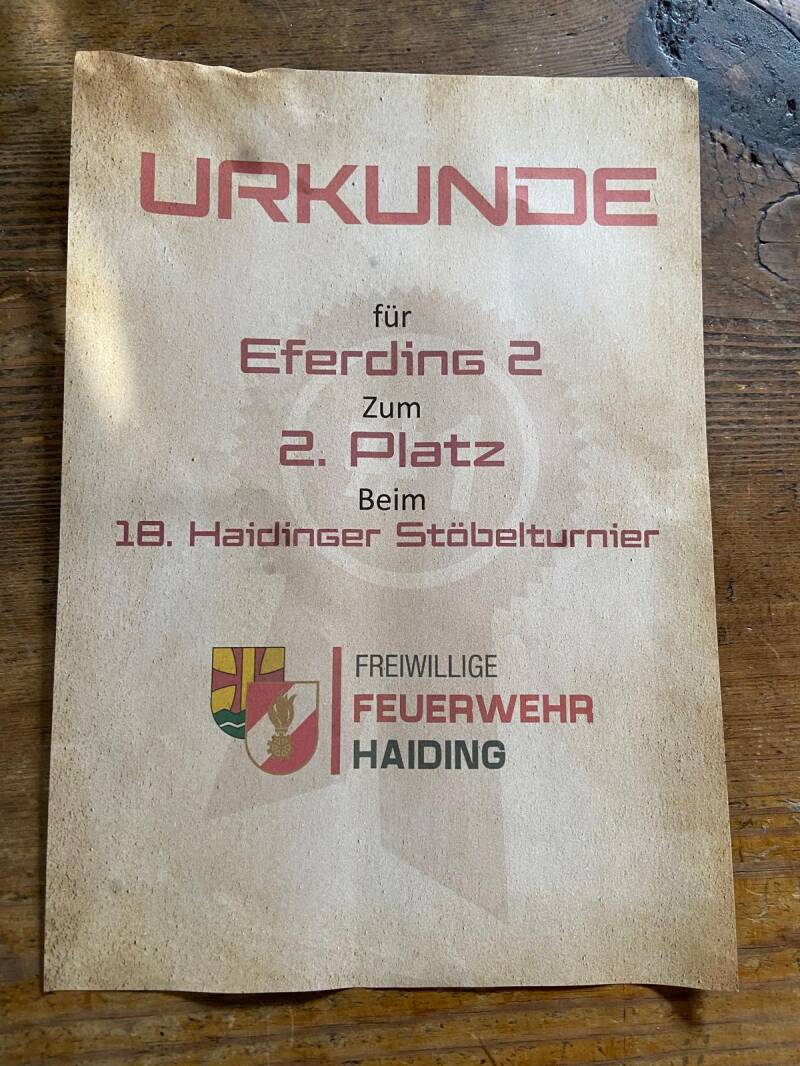 URKUNDE
für
Eferding 2
Zum
2. Platz
Beim
18. Haidinger Stöbelturnier
FREIWILLIGE
FEUERWEHR
HAIDING